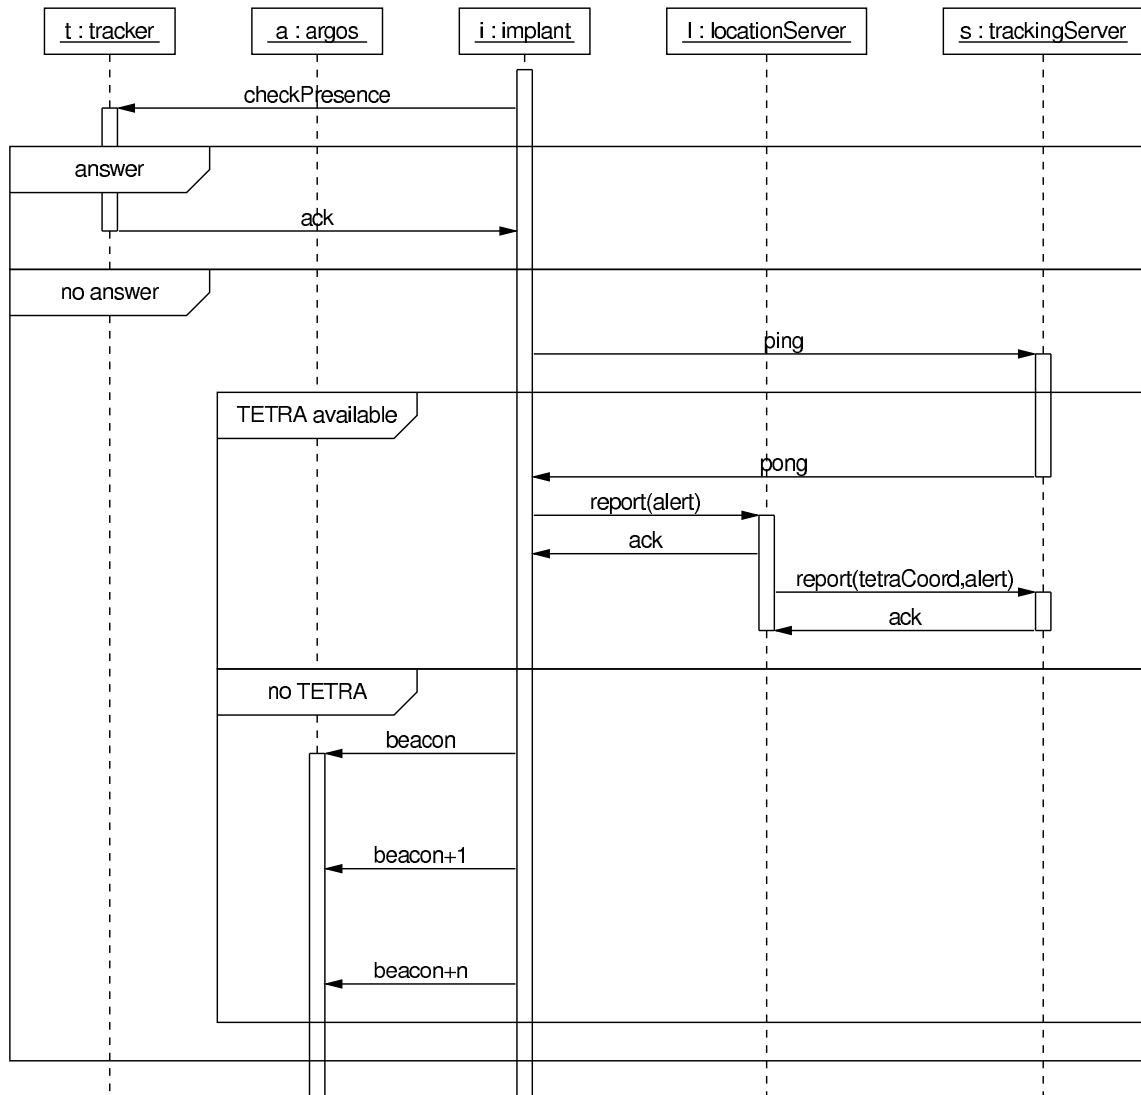 t : tracker
a : argos
i : implant
l : locationServer
s : trackingServer
checkPresence
answer
ack
no answer
ping
TETRA available
pong
report(alert)
ack
report(tetraCoord,alert)
ack
no TETRA
beacon
beacon+1
beacon+n